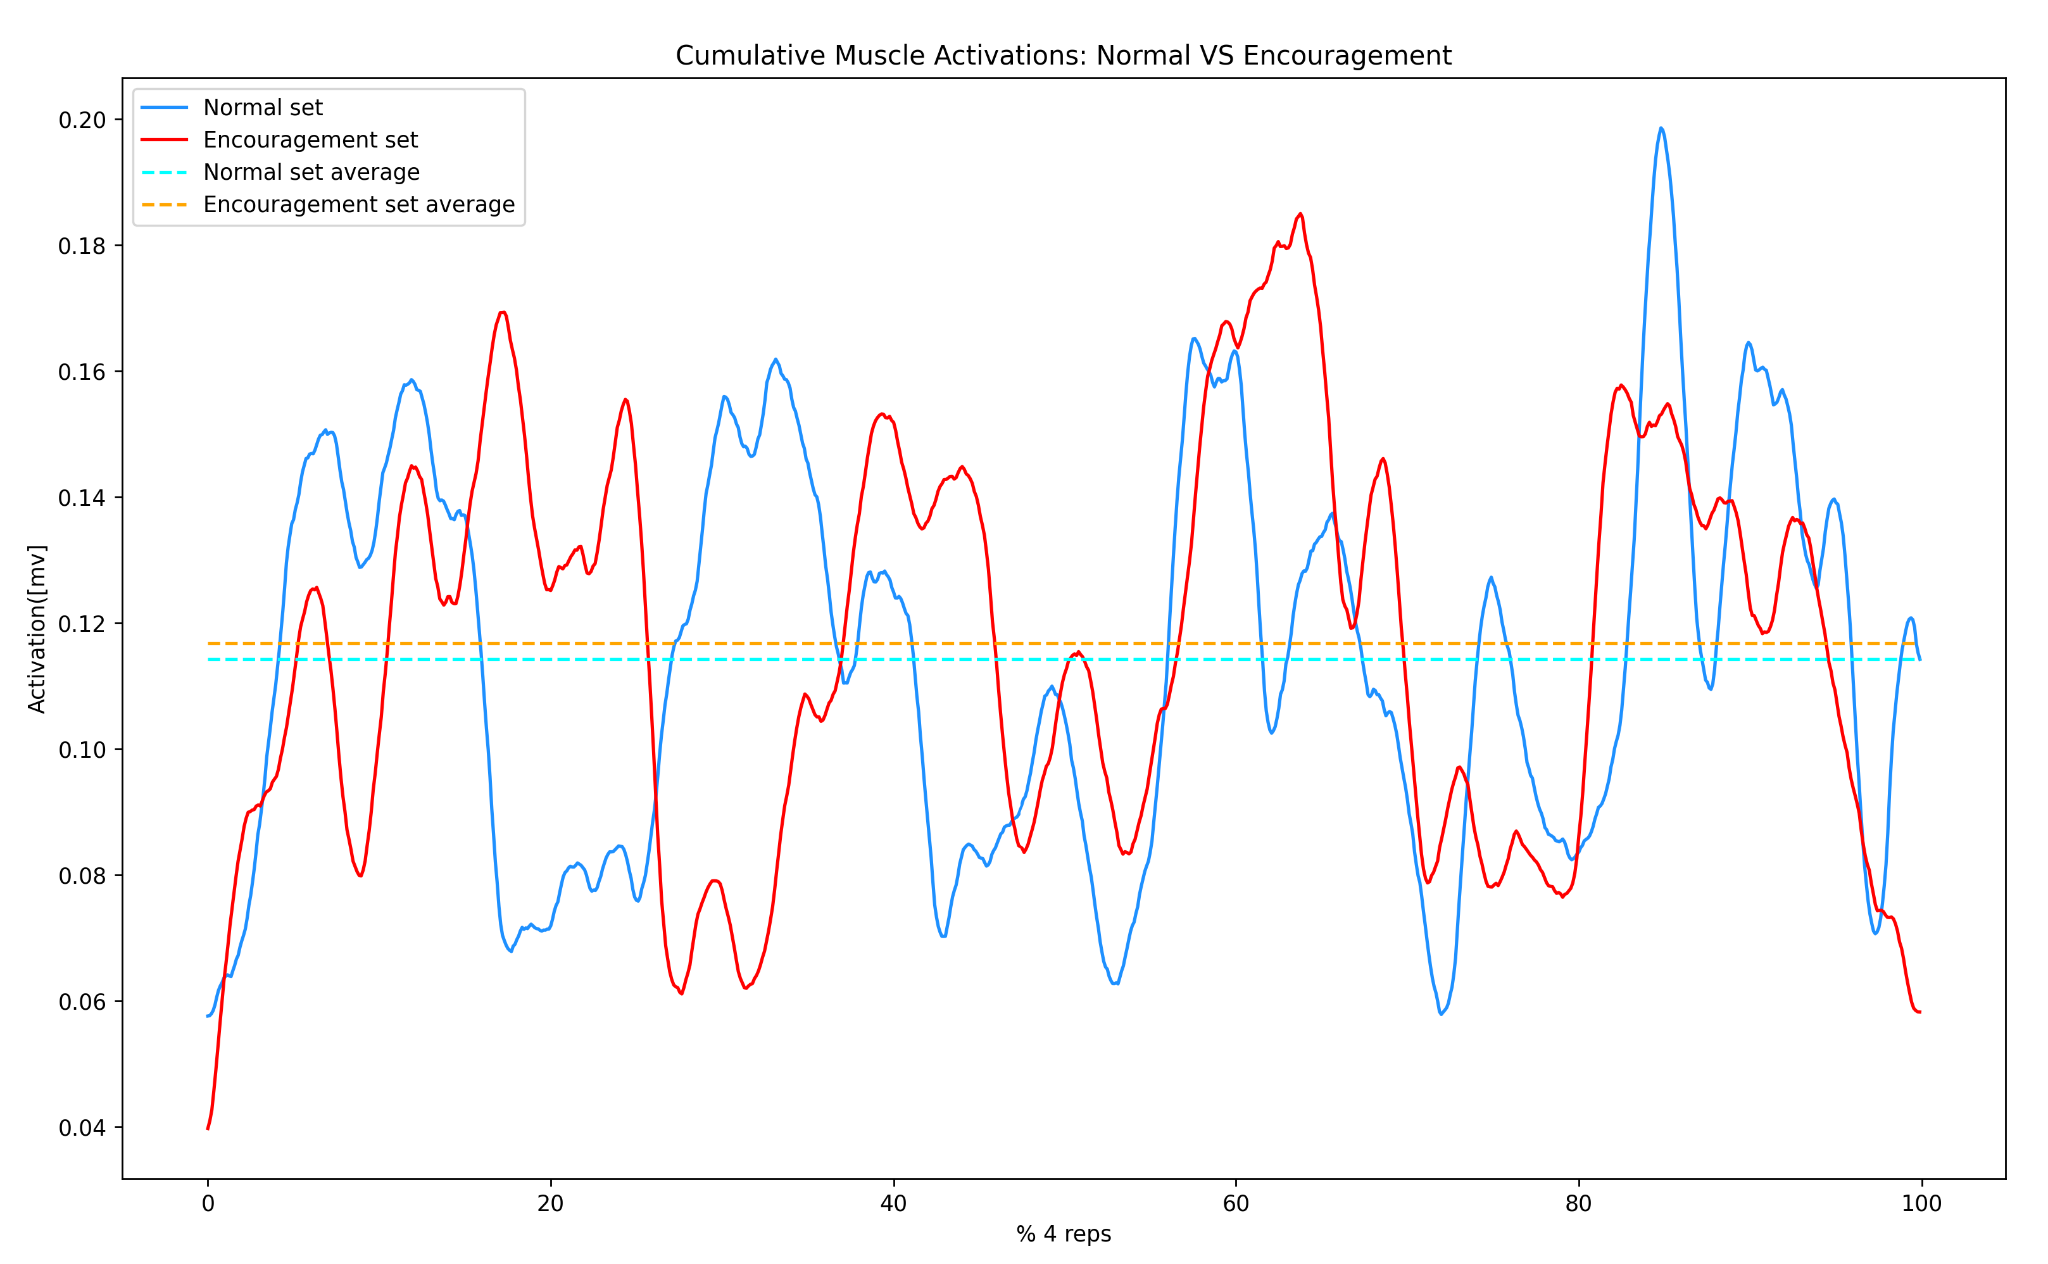 Cumulative Muscle Activations: Normal VS Encouragement
Normal set
Encouragement set
Normal set average
Encouragement set average
0.20
0.18
0.16
0.14
0.12
0.10
0.08
0.06
0.04
Activation([mv]
0 20 40 60 80 100
% 4 reps